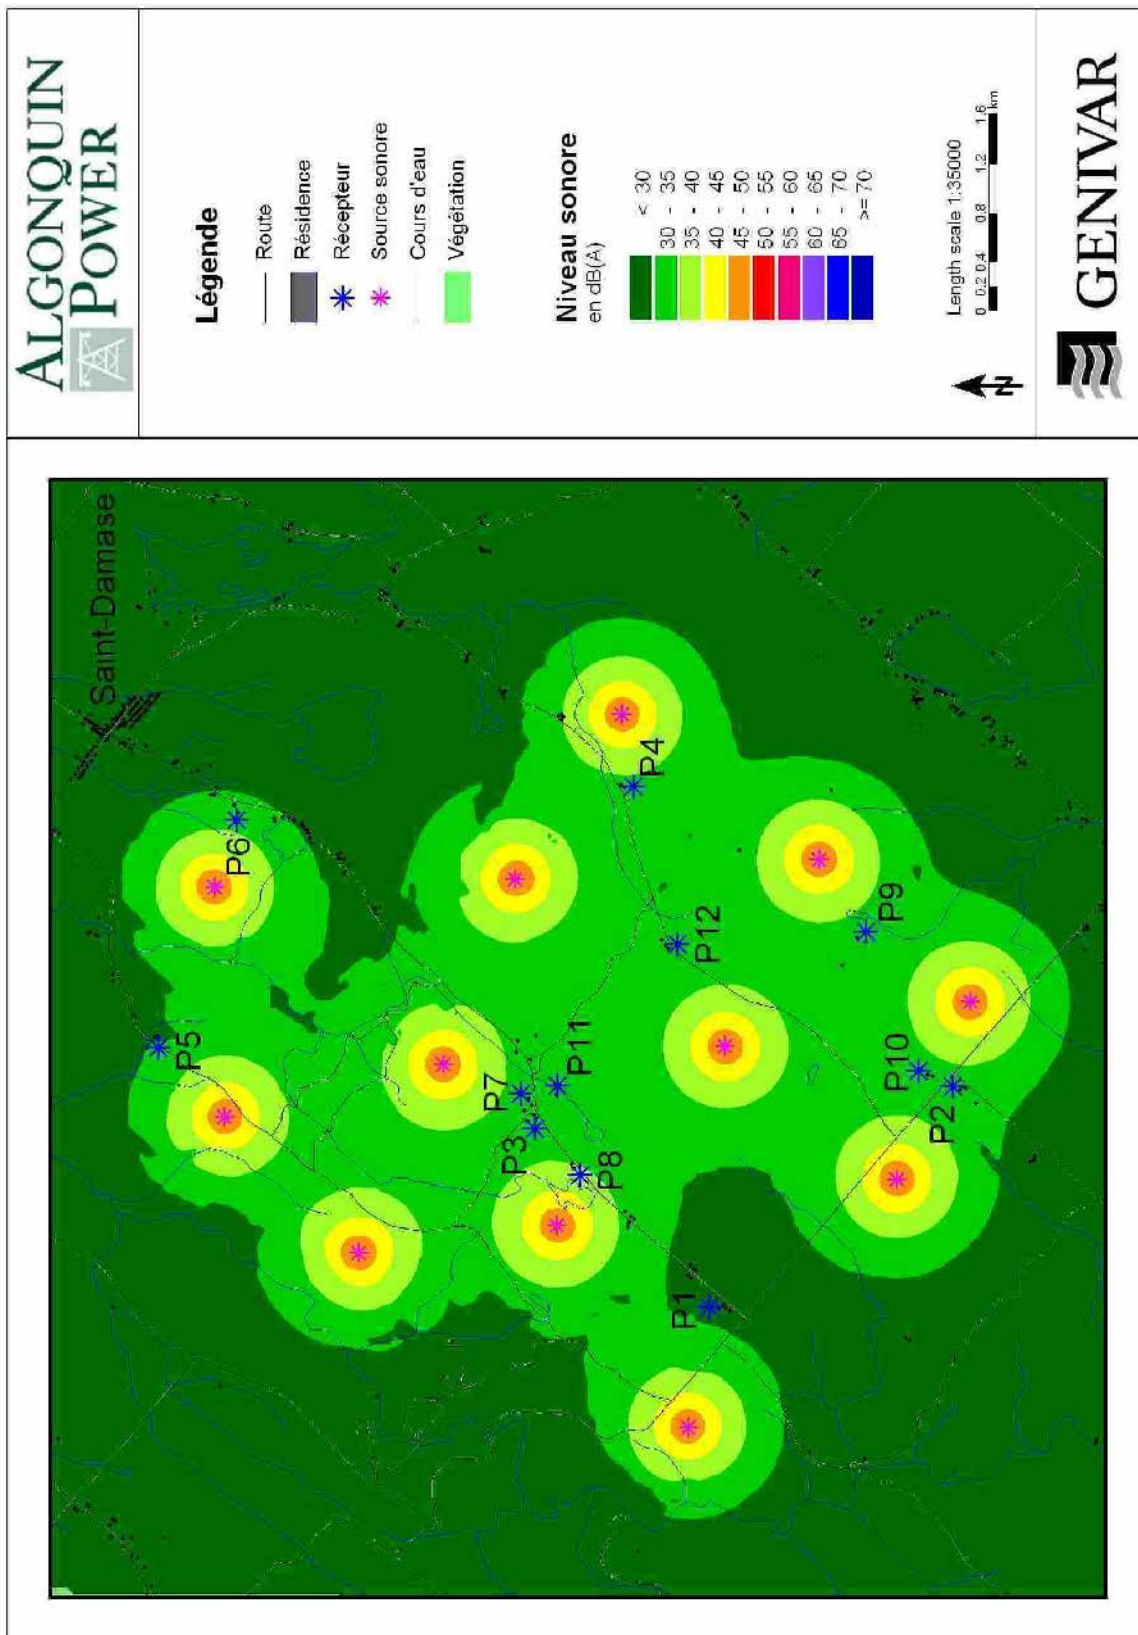 ALGONQUIN
POWER
Légende
Route
Résidence
Récepteur
Source sonore
Cours d'eau
Végétation
Niveau sonore
en dB(A)
< 30
30 - 35
35 - 40
40 - 45
45 - 50
50 - 55
55 - 60
60 - 65
65 - 70
>= 70
Length scale 1:35000
0 0.2 0.4 0.8 1.2 1.6 km
N
GENIVAR
Saint-Damase
P5
P6
P7
P3
P11
P8
P4
P12
P1
P9
P10
P2